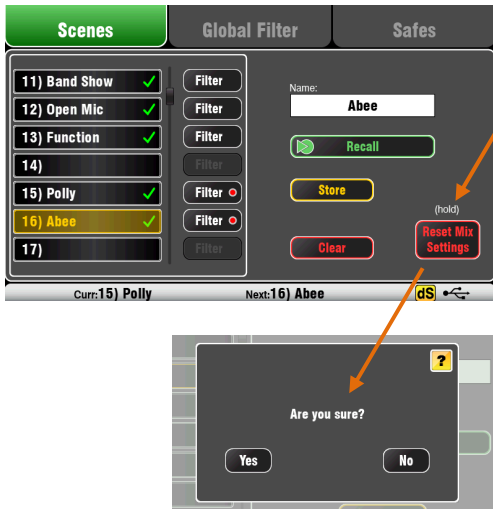 Scenes Global Filter Safes
11) Band Show Filter
12) Open Mic Filter
13) Function Filter
14) Filter
15) Polly Filter
16) Abee Filter
17) Filter
Name:
Abee
Recall
Store
Clear
(hold)
Reset Mix
Settings
Curr:15) Polly Next:16) Abee dS
?
Are you sure?
Yes No